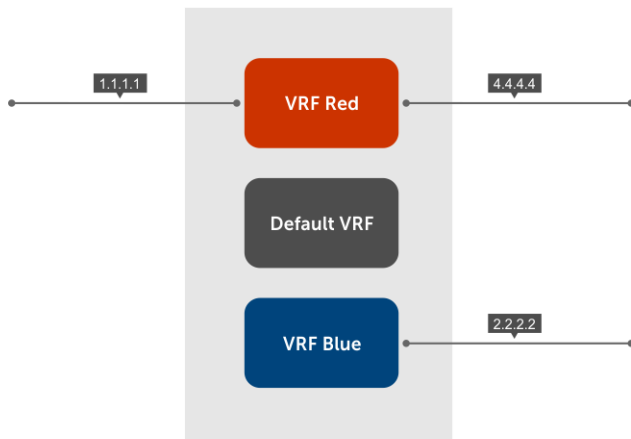 1.1.1.1
VRF Red
4.4.4.4
Default VRF
VRF Blue
2.2.2.2